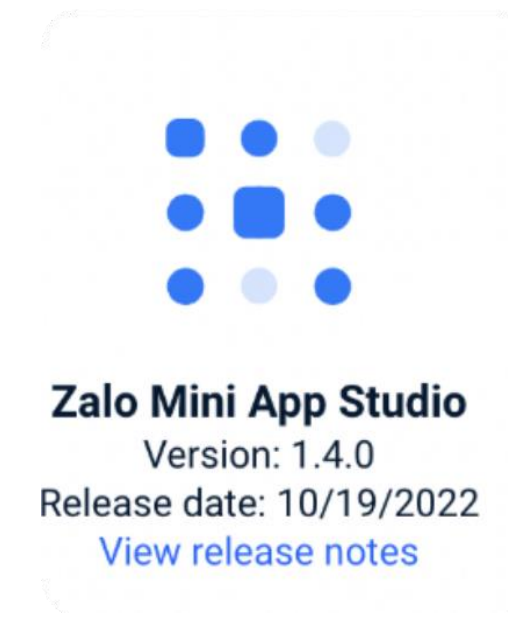 Zalo Mini App Studio
Version: 1.4.0
Release date: 10/19/2022
View release notes